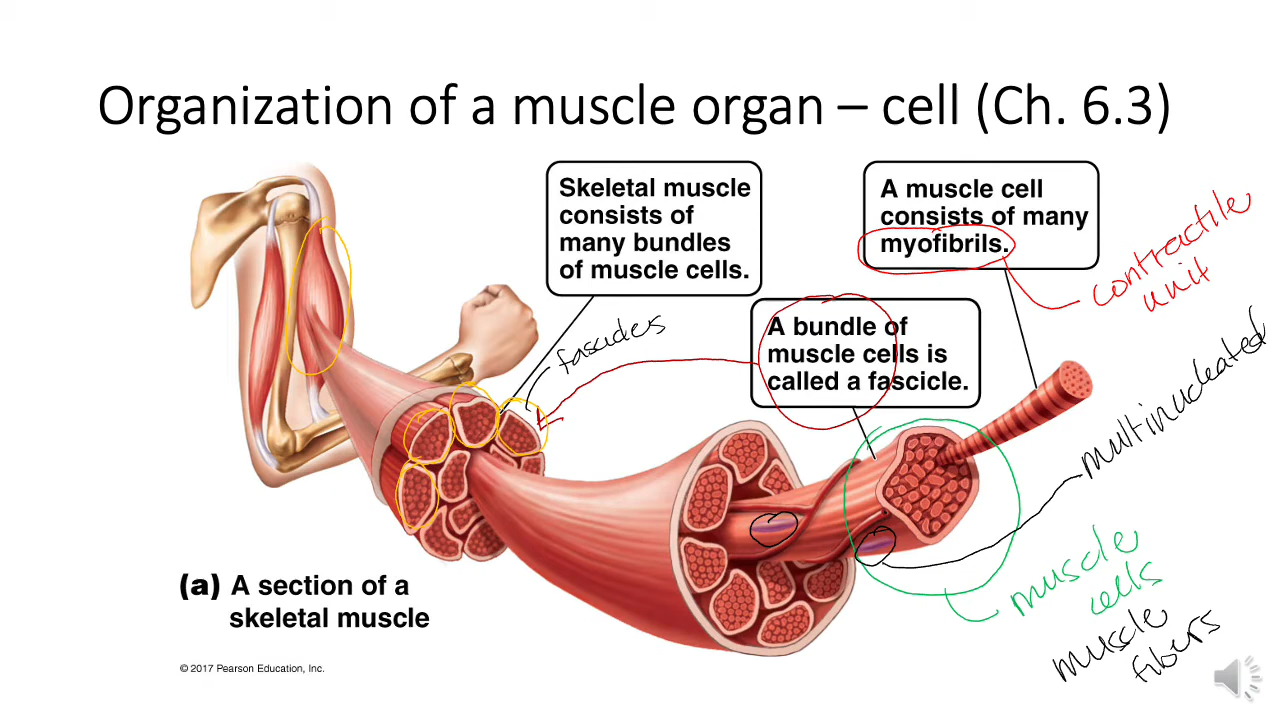 Organization of a muscle organ – cell (Ch. 6.3)
Skeletal muscle
consists of
many bundles
of muscle cells.
A muscle cell
consists of many
myofibrils.
contractile
unit
A bundle of
muscle cells is
called a fascicle.
fascicles
multinucleated
muscle
cells
muscle
fibers
(a) A section of a
skeletal muscle
© 2017 Pearson Education, Inc.